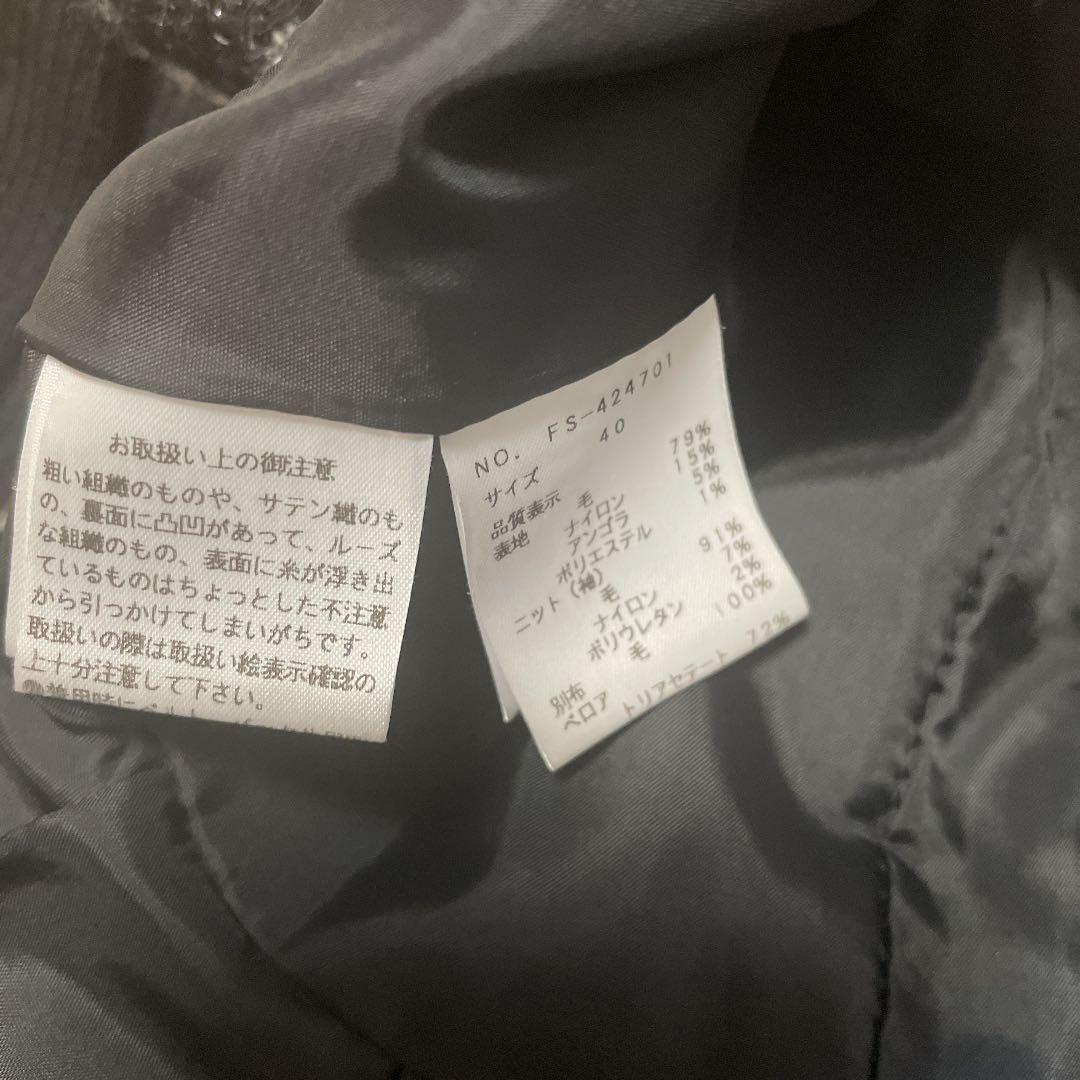 お取扱い上の御注意
粗い組織のものや、サテン織のも
の、裏面に凸凹があって、ルーズ
な組織のもの、表面に糸が浮き出
ているものはちょっとした不注意
から引っかけてしまいがちです。
取扱いの際は取扱い絵表示確認の
上十分注意して下さい。
NO. FS-424701
サイズ 40
品質表示
表地 毛 79%
ナイロン 15%
アンゴラ 5%
ポリエステル 1%
ニット(袖)
毛 91%
ナイロン 7%
ポリウレタン 2%
別布 毛 100%
ベロア トリアセテート 72%